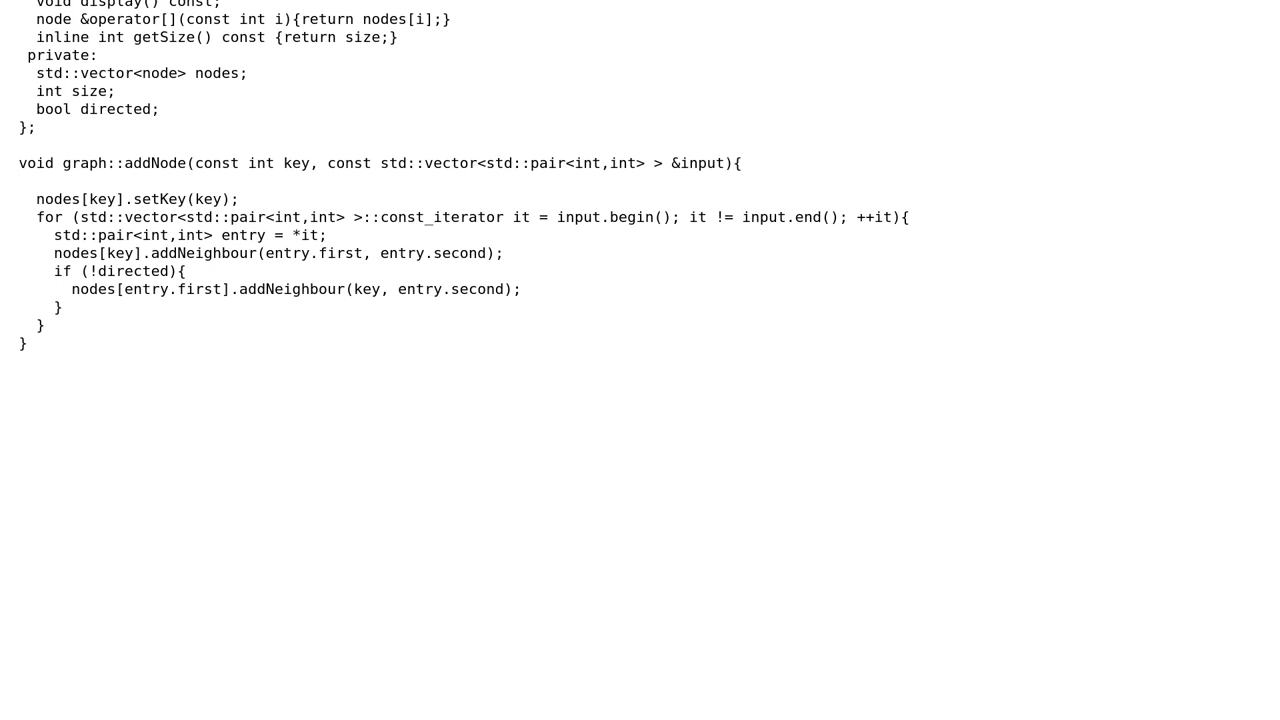 void display() const;
node &operator[](const int i){return nodes[i];}
inline int getSize() const {return size;}
private:
std::vector<node> nodes;
int size;
bool directed;
};
void graph::addNode(const int key, const std::vector<std::pair<int,int> > &input){
nodes[key].setKey(key);
for (std::vector<std::pair<int,int> >::const_iterator it = input.begin(); it != input.end(); ++it){
std::pair<int,int> entry = *it;
nodes[key].addNeighbour(entry.first, entry.second);
if (!directed){
nodes[entry.first].addNeighbour(key, entry.second);
}
}
}